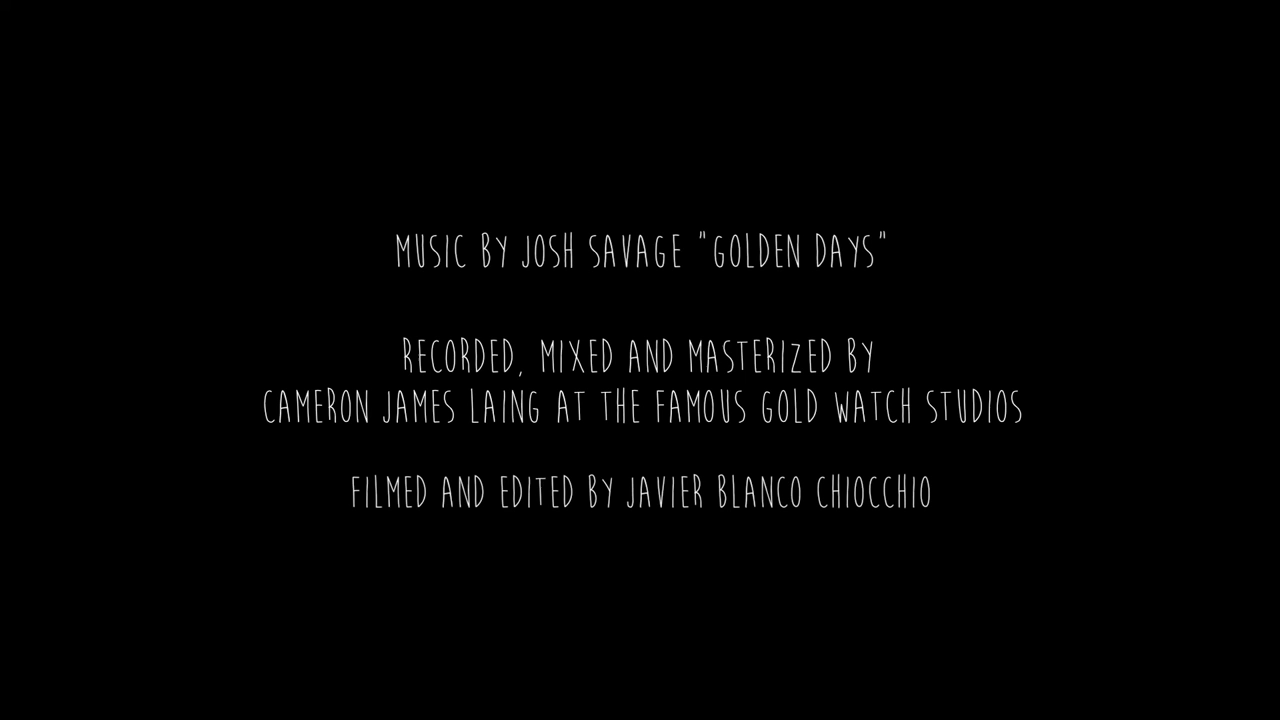 MUSIC BY JOSH SAVAGE "GOLDEN DAYS"
RECORDED, MIXED AND MASTERIZED BY
CAMERON JAMES LAING AT THE FAMOUS GOLD WATCH STUDIOS
FILMED AND EDITED BY JAVIER BLANCO CHIOCCHIO